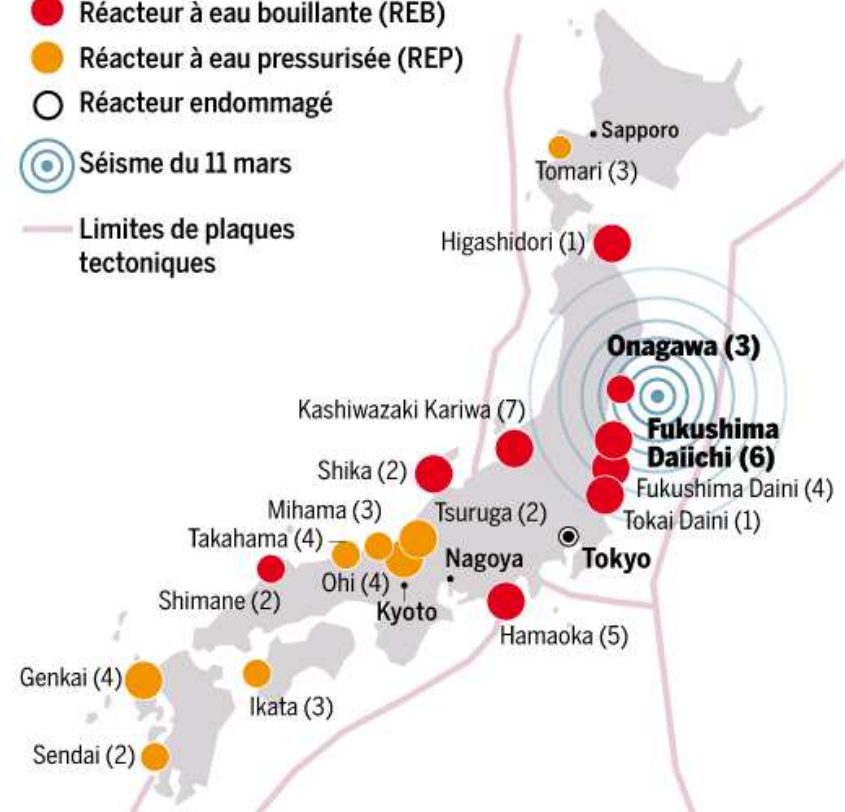 Réacteur à eau bouillante (REB)
Réacteur à eau pressurisée (REP)
Réacteur endommagé
Séisme du 11 mars
Limites de plaques
tectoniques
Sapporo
Tomari (3)
Higashidori (1)
Onagawa (3)
Kashiwazaki Kariwa (7)
Fukushima
Daiichi (6)
Shika (2)
Fukushima Daini (4)
Mihama (3)
Tsuruga (2)
Tokai Daini (1)
Takahama (4)
Nagoya
Tokyo
Ohi (4)
Shimane (2)
Kyoto
Hamaoka (5)
Genkai (4)
Ikata (3)
Sendai (2)